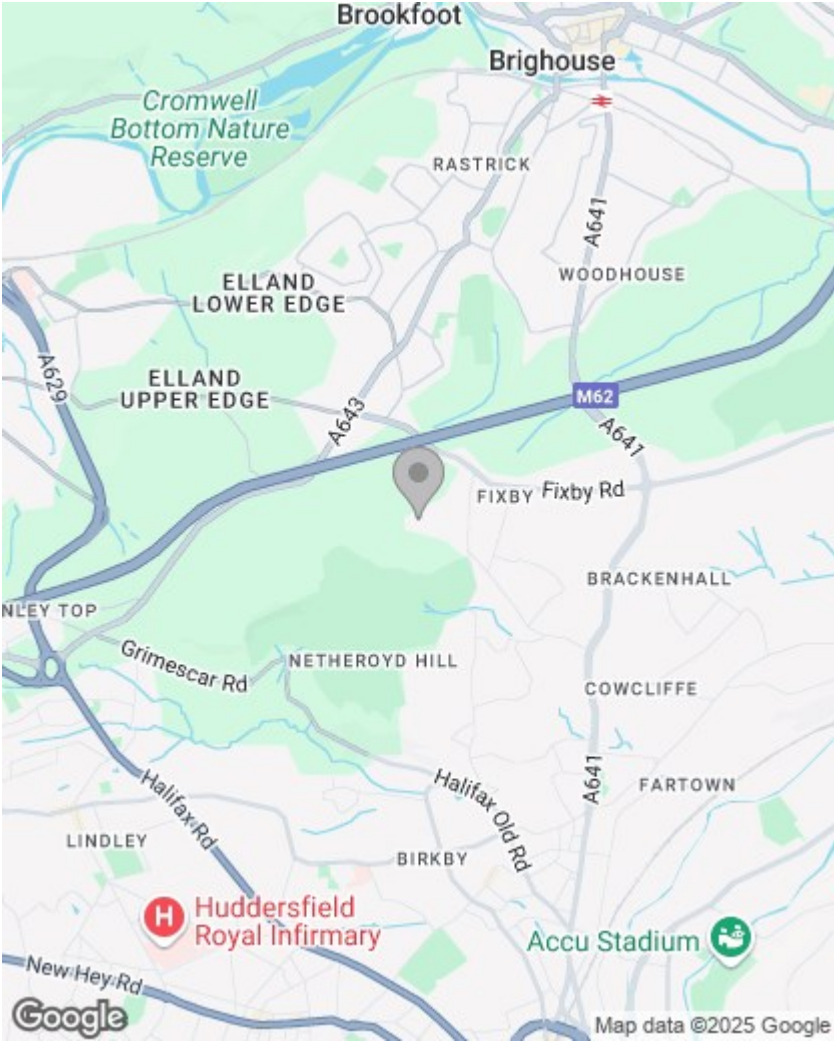 Brookfoot
Brighouse
Cromwell
Bottom Nature
Reserve
RASTRICK
A641
WOODHOUSE
ELLAND
LOWER EDGE
A629
ELLAND
UPPER EDGE
M62
A643
A641
FIXBY
Fixby Rd
BRACKENHALL
NLEY TOP
Grimescar Rd
NETHEROYD HILL
COWCLIFFE
A641
Halifax Rd
Halifax Old Rd
FARTOWN
LINDLEY
BIRKBY
H
Huddersfield
Royal Infirmary
Accu Stadium
New Hey Rd
Google
Map data ©2025 Google